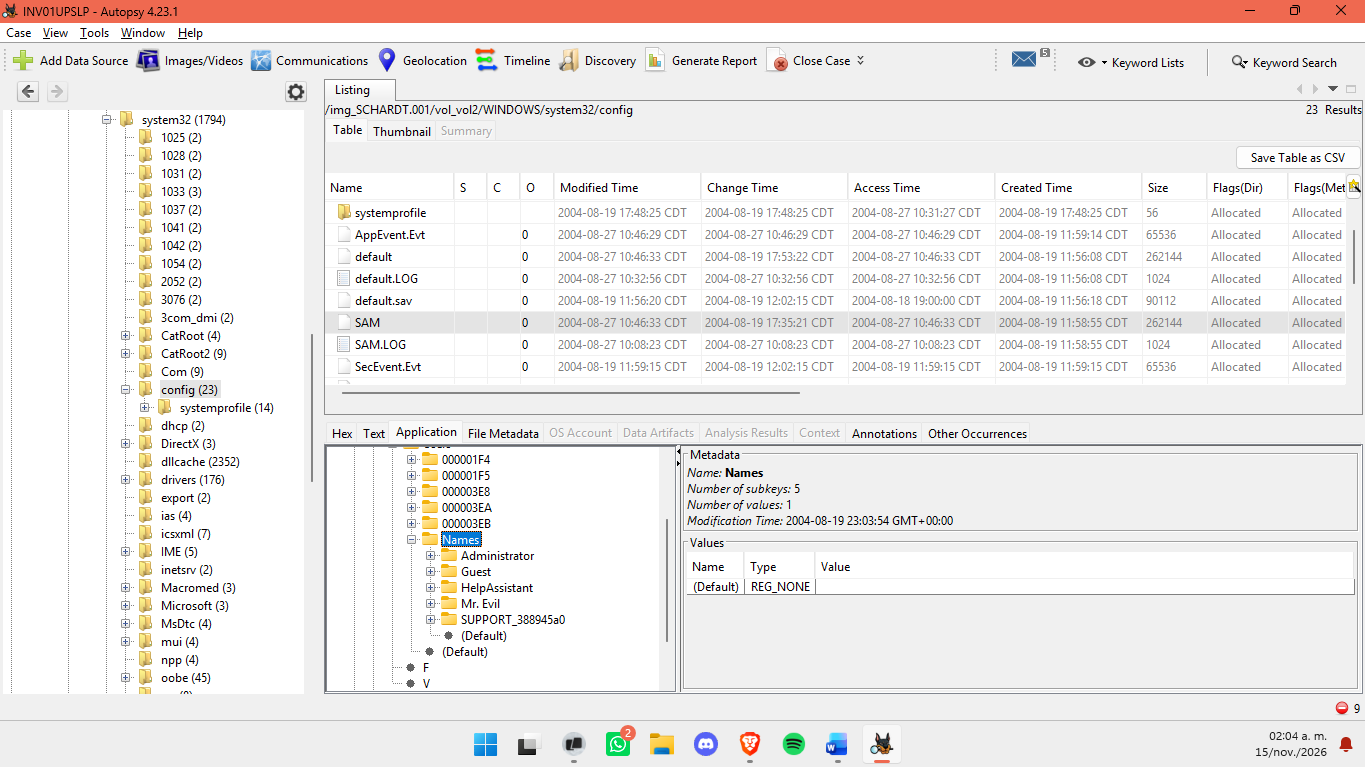 INV01UPSLP - Autopsy 4.23.1
Case View Tools Window Help
Add Data Source Images/Videos Communications Geolocation Timeline Discovery Generate Report Close Case 5 Keyword Lists Keyword Search
Listing
/img_SCHARDT.001/vol_vol2/WINDOWS/system32/config 23 Results
Table Thumbnail Summary
Save Table as CSV
Name S C O Modified Time Change Time Access Time Created Time Size Flags(Dir) Flags(Met
systemprofile 2004-08-19 17:48:25 CDT 2004-08-19 17:48:25 CDT 2004-08-27 10:31:27 CDT 2004-08-19 17:48:25 CDT 56 Allocated Allocated
AppEvent.Evt 0 2004-08-27 10:46:29 CDT 2004-08-27 10:46:29 CDT 2004-08-27 10:46:29 CDT 2004-08-19 11:59:14 CDT 65536 Allocated Allocated
default 0 2004-08-27 10:46:33 CDT 2004-08-19 17:53:22 CDT 2004-08-27 10:46:33 CDT 2004-08-19 11:56:08 CDT 262144 Allocated Allocated
default.LOG 0 2004-08-27 10:32:56 CDT 2004-08-27 10:32:56 CDT 2004-08-27 10:32:56 CDT 2004-08-19 11:56:08 CDT 1024 Allocated Allocated
default.sav 0 2004-08-19 11:56:20 CDT 2004-08-19 12:02:15 CDT 2004-08-18 19:00:00 CDT 2004-08-19 11:56:18 CDT 90112 Allocated Allocated
SAM 0 2004-08-27 10:46:33 CDT 2004-08-19 17:35:21 CDT 2004-08-27 10:46:33 CDT 2004-08-19 11:58:55 CDT 262144 Allocated Allocated
SAM.LOG 0 2004-08-27 10:08:23 CDT 2004-08-27 10:08:23 CDT 2004-08-27 10:08:23 CDT 2004-08-19 11:58:55 CDT 1024 Allocated Allocated
SecEvent.Evt 0 2004-08-19 11:59:15 CDT 2004-08-19 12:02:15 CDT 2004-08-19 11:59:15 CDT 2004-08-19 11:59:15 CDT 65536 Allocated Allocated
system32 (1794)
1025 (2)
1028 (2)
1031 (2)
1033 (3)
1037 (2)
1041 (2)
1042 (2)
1054 (2)
2052 (2)
3076 (2)
3com_dmi (2)
CatRoot (4)
CatRoot2 (9)
Com (9)
config (23)
systemprofile (14)
dhcp (2)
DirectX (3)
dllcache (2352)
drivers (176)
export (2)
ias (4)
icsxml (7)
IME (5)
inetsrv (2)
Macromed (3)
Microsoft (3)
MsDtc (4)
mui (4)
npp (4)
oobe (45)
Hex Text Application File Metadata OS Account Data Artifacts Analysis Results Context Annotations Other Occurrences
000001F4
000001F5
000003E8
000003EA
000003EB
Names
Administrator
Guest
HelpAssistant
Mr. Evil
SUPPORT_388945a0
(Default)
(Default)
F
V
Metadata
Name: Names
Number of subkeys: 5
Number of values: 1
Modification Time: 2004-08-19 23:03:54 GMT+00:00
Values
Name Type Value
(Default) REG_NONE
9
2
02:04 a. m.
15/nov./2026